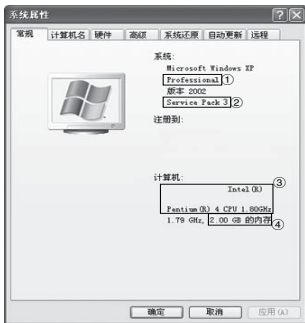 系统属性
常规 计算机名 硬件 高级 系统还原 自动更新 远程
系统:
Microsoft Windows XP
Professional ①
版本 2002
Service Pack 3 ②
注册到:
计算机:
③
Intel(R)
Pentium(R) 4 CPU 1.80GHz
1.79 GHz, 2.00 GB 的内存
④
确定 取消 应用(A)